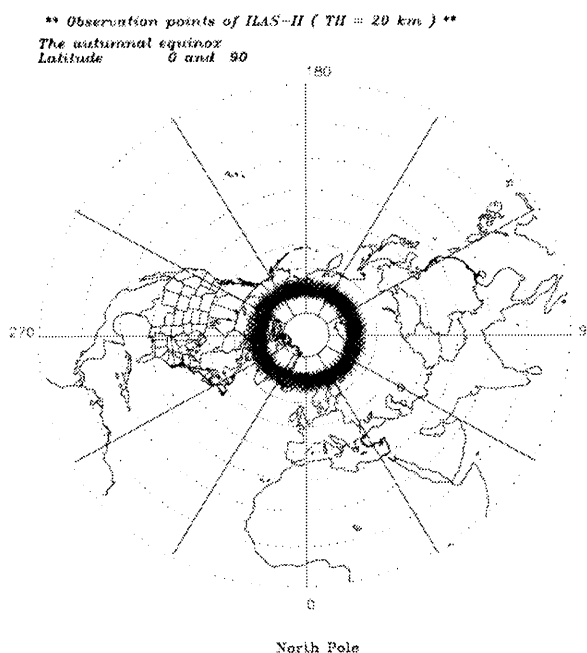 ** Observation points of ILAS-II ( TH = 20 km ) **
The autumnal equinox
Latitude 0 and 90
180
270
9
0
North Pole